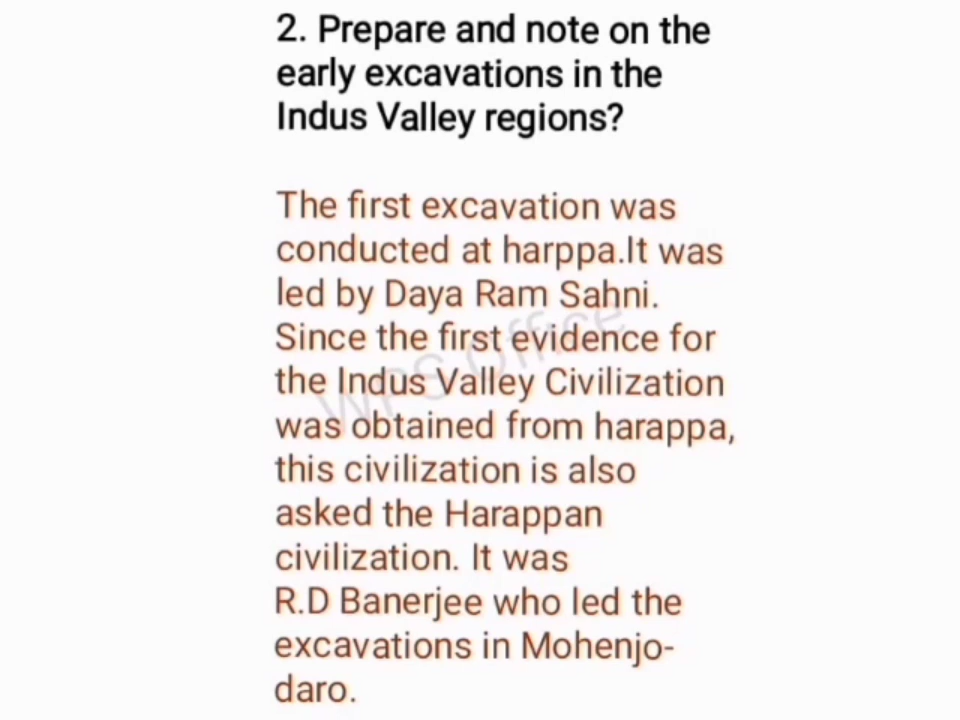 2. Prepare and note on the
early excavations in the
Indus Valley regions?
The first excavation was
conducted at harppa.It was
led by Daya Ram Sahni.
Since the first evidence for
the Indus Valley Civilization
was obtained from harappa,
this civilization is also
asked the Harappan
civilization. It was
R.D Banerjee who led the
excavations in Mohenjo-
daro.
WPS Office